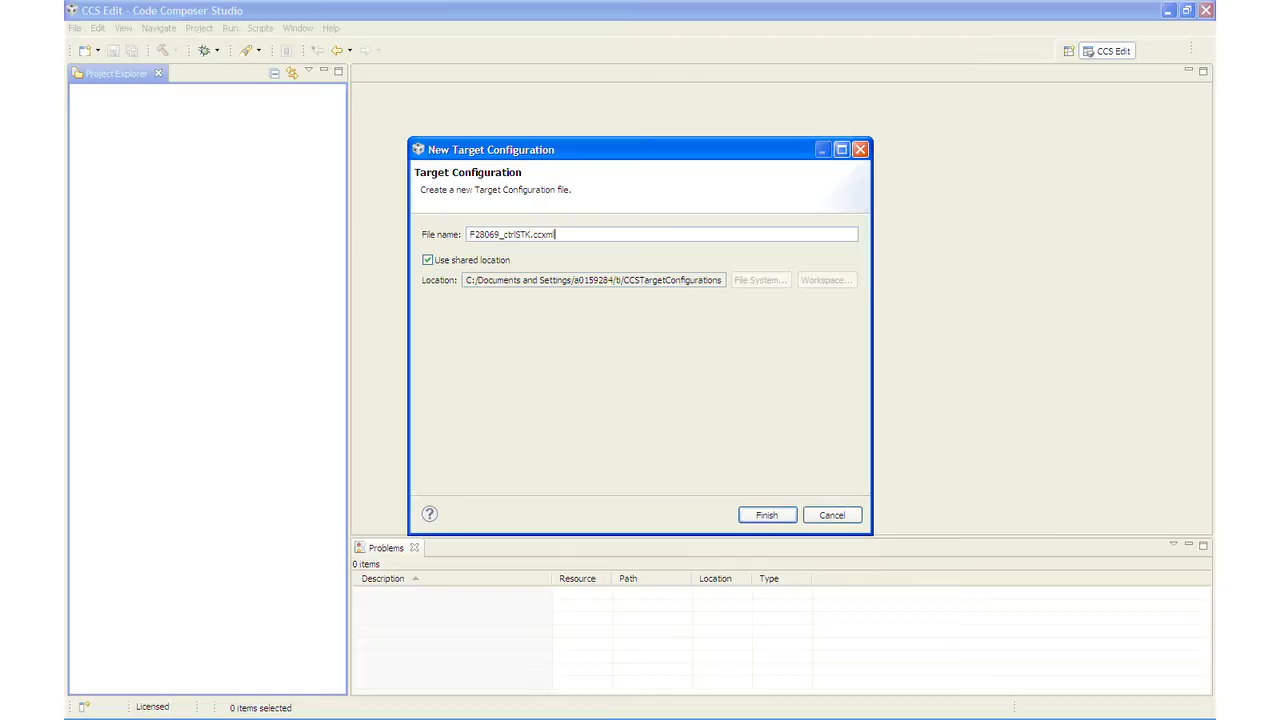 CCS Edit - Code Composer Studio
File Edit View Navigate Project Run Scripts Window Help
CCS Edit
Project Explorer
New Target Configuration
Target Configuration
Create a new Target Configuration file.
File name: F28069_ctrlSTK.ccxml
Use shared location
Location: C:/Documents and Settings/a0159284/ti/CCSTargetConfigurations File System... Workspace...
? Finish Cancel
Problems
0 items
Description Resource Path Location Type
Licensed 0 items selected